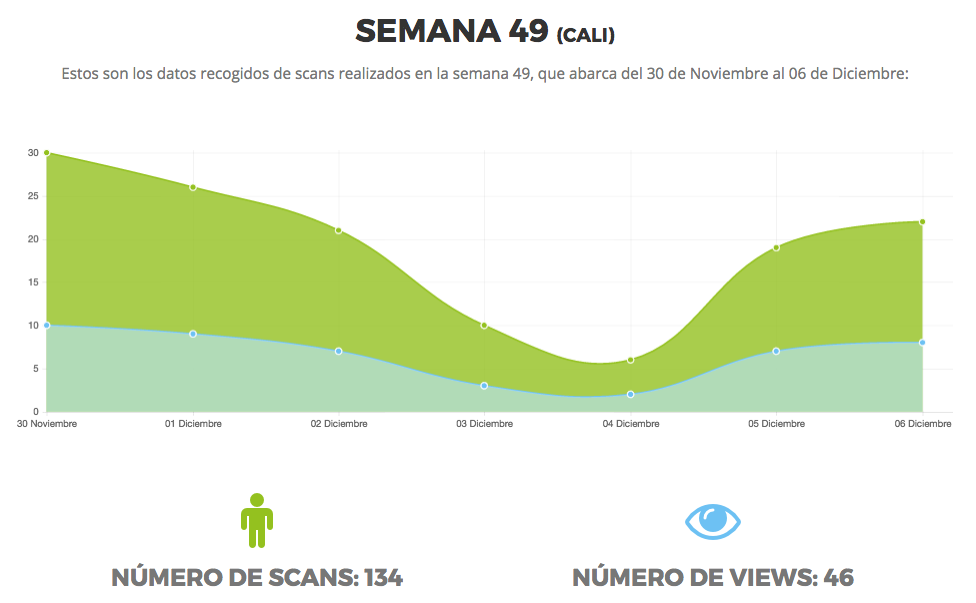 SEMANA 49 (CALI)
Estos son los datos recogidos de scans realizados en la semana 49, que abarca del 30 de Noviembre al 06 de Diciembre:
30
25
20
15
10
5
0
30 Noviembre 01 Diciembre 02 Diciembre 03 Diciembre 04 Diciembre 05 Diciembre 06 Diciembre
NÚMERO DE SCANS: 134 NÚMERO DE VIEWS: 46